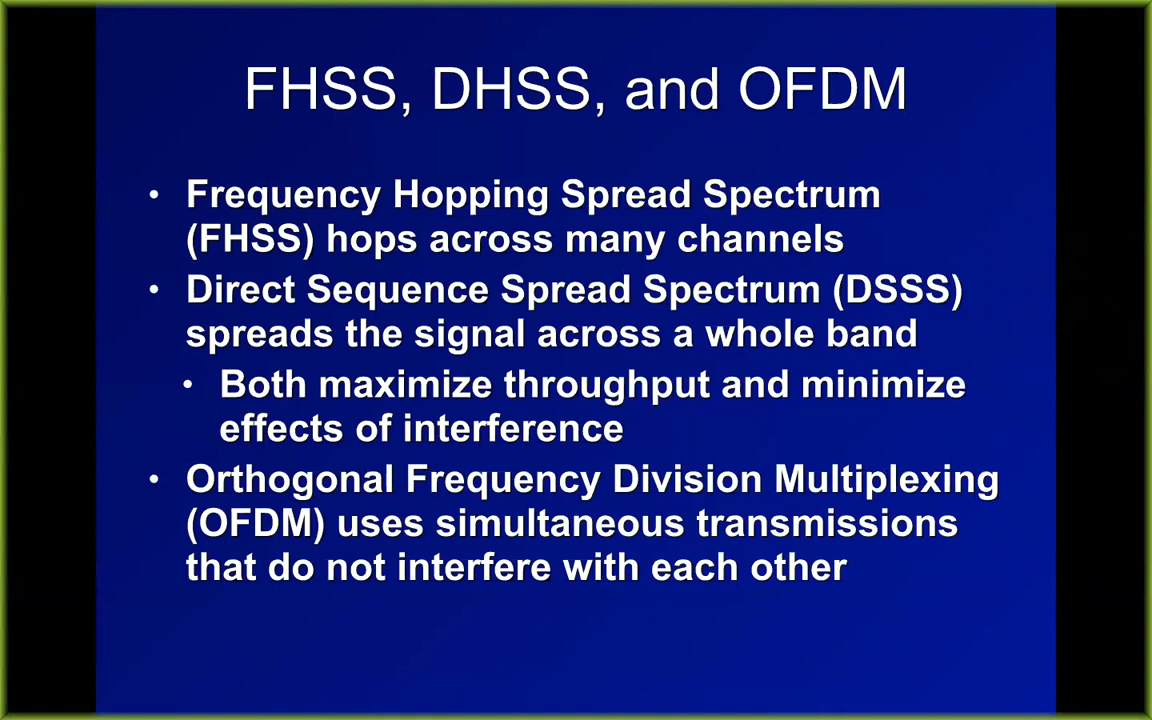 FHSS, DHSS, and OFDM
• Frequency Hopping Spread Spectrum
(FHSS) hops across many channels
• Direct Sequence Spread Spectrum (DSSS)
spreads the signal across a whole band
• Both maximize throughput and minimize
effects of interference
• Orthogonal Frequency Division Multiplexing
(OFDM) uses simultaneous transmissions
that do not interfere with each other